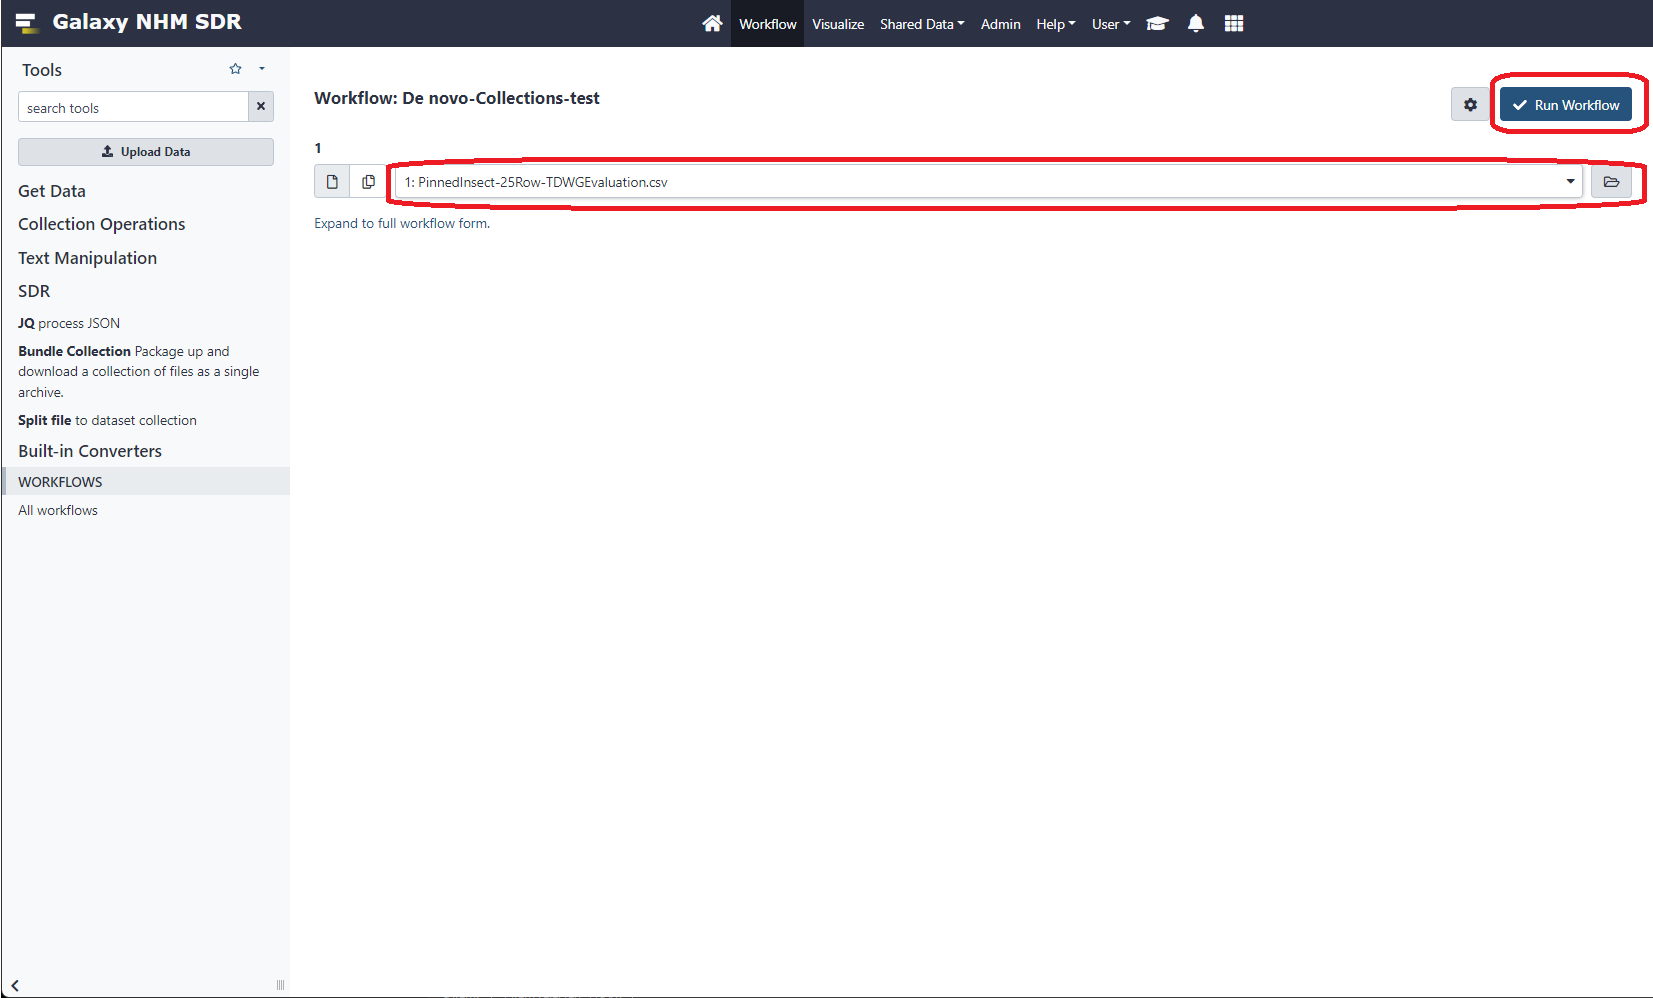 Galaxy NHM SDR
Workflow Visualize Shared Data Admin Help User
Tools
search tools
Upload Data
Get Data
Collection Operations
Text Manipulation
SDR
JQ process JSON
Bundle Collection Package up and
download a collection of files as a single
archive.
Split file to dataset collection
Built-in Converters
WORKFLOWS
All workflows
Workflow: De novo-Collections-test
Run Workflow
1
1: PinnedInsect-25Row-TDWGEvaluation.csv
Expand to full workflow form.